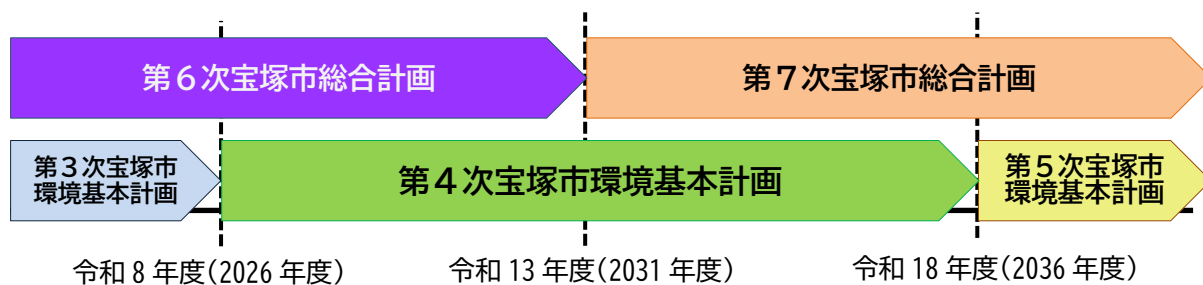 第６次宝塚市総合計画
第７次宝塚市総合計画
第３次宝塚市
環境基本計画
第４次宝塚市環境基本計画
第５次宝塚市
環境基本計画
令和 8 年度(2026 年度)
令和 13 年度(2031 年度)
令和 18 年度(2036 年度)